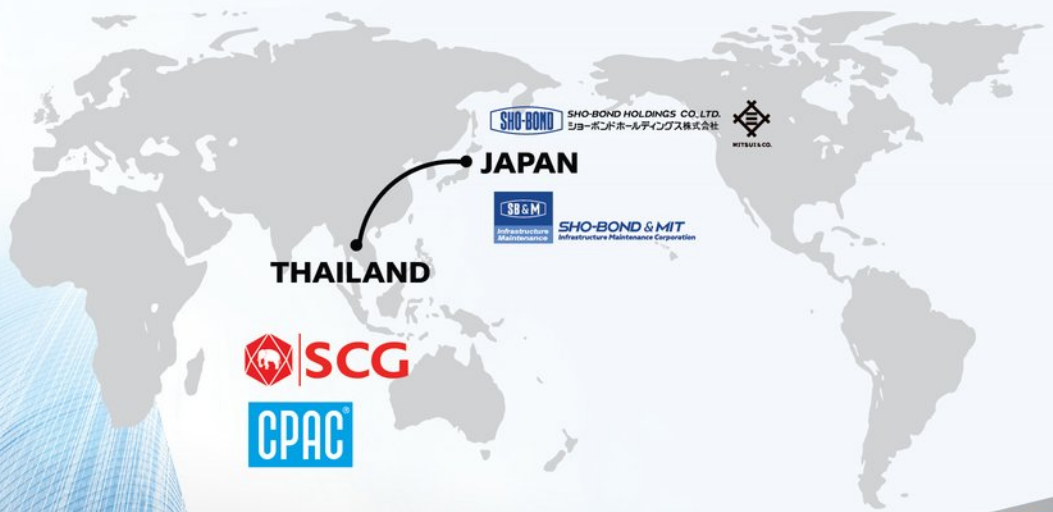 SHO-BOND
SHO-BOND HOLDINGS CO.,LTD.
ショーボンドホールディングス株式会社
MITSUI & CO.
JAPAN
SB&M
Infrastructure
Maintenance
SHO-BOND & MIT
Infrastructure Maintenance Corporation
THAILAND
SCG
CPAC®